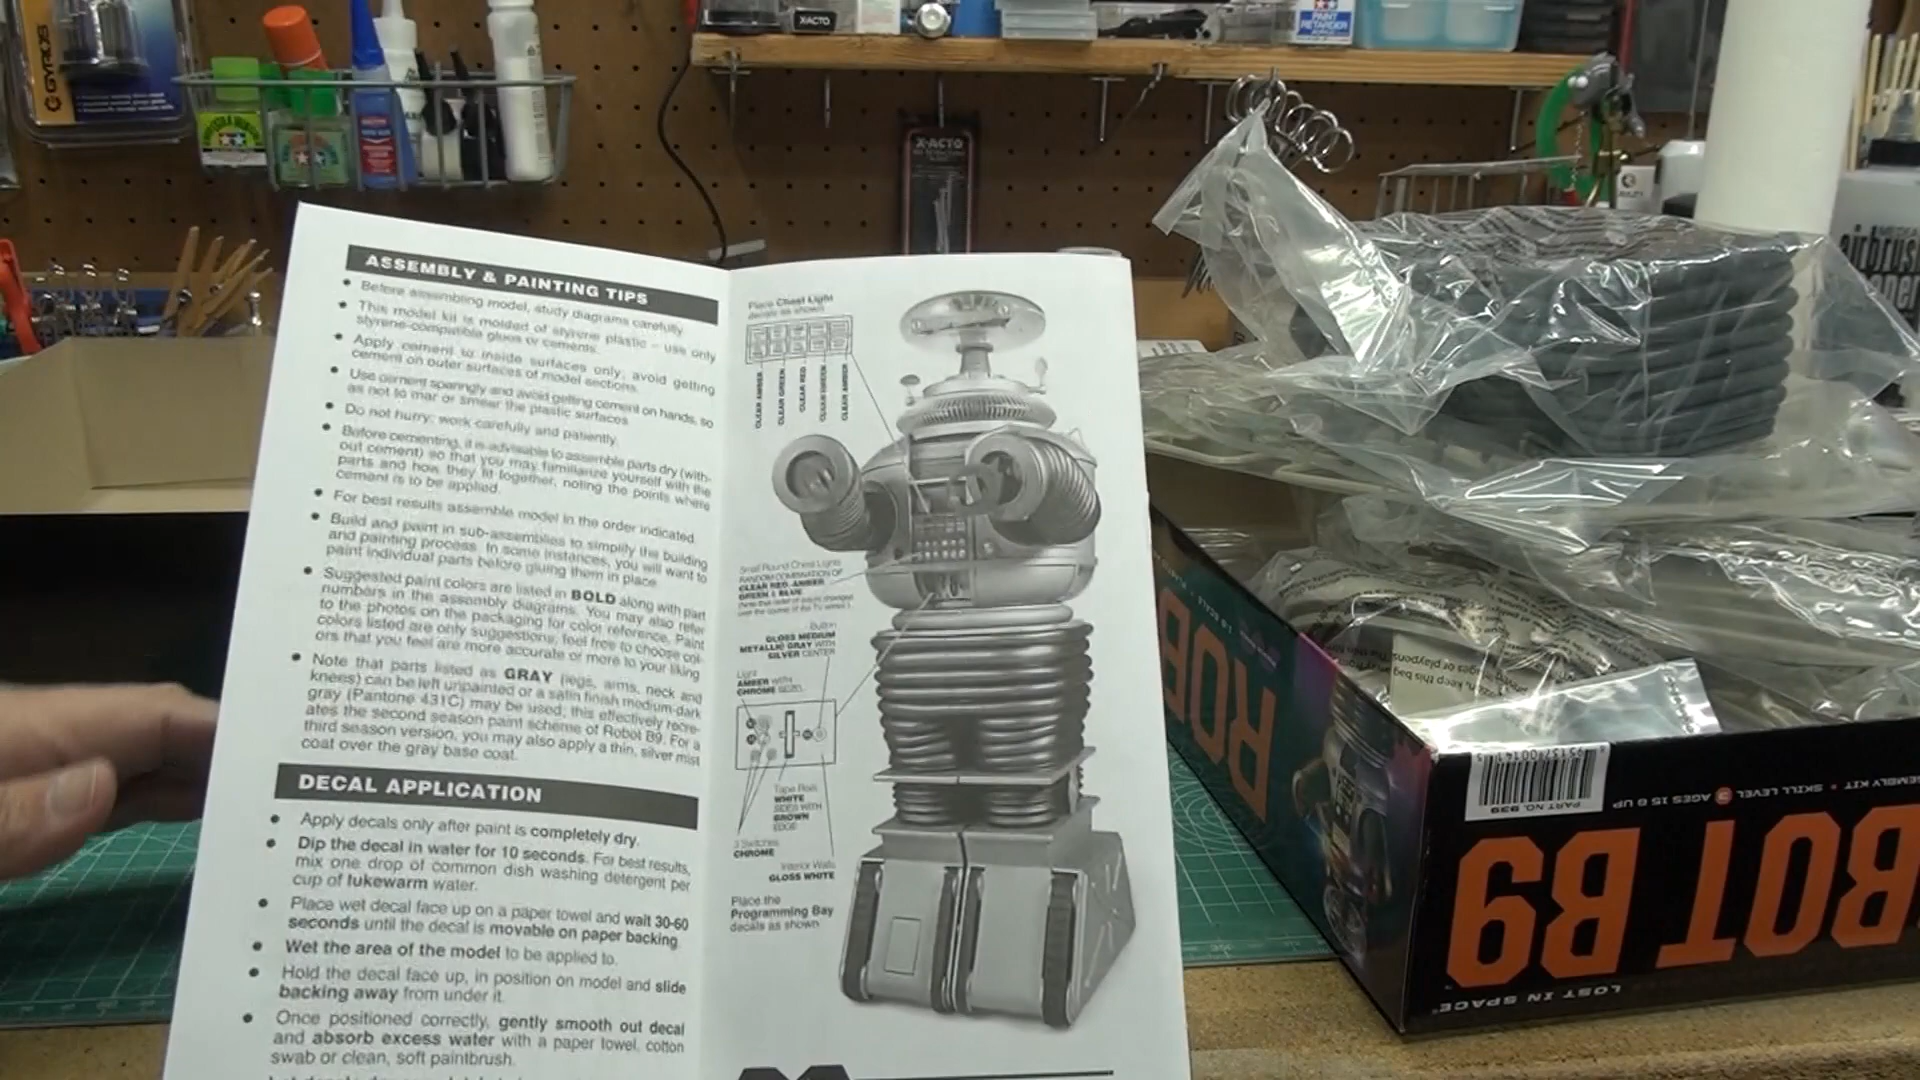 GYROS
X-ACTO
PAINT
RETARDER
X-ACTO
airbrush
ASSEMBLY & PAINTING TIPS
• Before assembling model, study diagrams carefully.
• This model kit is molded of styrene plastic – use only
styrene-compatible glues or cements.
• Apply cement to inside surfaces only; avoid getting
cement on outer surfaces of model sections.
• Use cement sparingly and avoid getting cement on hands, so
as not to mar or smear the plastic surfaces.
• Do not hurry; work carefully and patiently.
• Before cementing, it is advisable to assemble parts dry (with-
out cement) so that you may familiarize yourself with the
parts and how they fit together, noting the points where
cement is to be applied.
• For best results assemble model in the order indicated.
• Build and paint in sub-assemblies to simplify the building
and painting process. In some instances, you will want to
paint individual parts before gluing them in place.
• Suggested paint colors are listed in BOLD along with part
numbers in the assembly diagrams. You may also refer
to the photos on the packaging for color reference. Paint
colors listed are only suggestions; feel free to choose col-
ors that you feel are more accurate or more to your liking
• Note that parts listed as GRAY (legs, arms, neck and
knees) can be left unpainted or a satin finish medium-dark
gray (Pantone 431C) may be used; this effectively recre-
ates the second season paint scheme of Robot B9. For a
third season version, you may also apply a thin, silver mist
coat over the gray base coat.
DECAL APPLICATION
• Apply decals only after paint is completely dry.
• Dip the decal in water for 10 seconds. For best results,
mix one drop of common dish washing detergent per
cup of lukewarm water.
• Place wet decal face up on a paper towel and wait 30-60
seconds until the decal is movable on paper backing
• Wet the area of the model to be applied to.
• Hold the decal face up, in position on model and slide
backing away from under it.
• Once positioned correctly, gently smooth out decal
and absorb excess water with a paper towel, cotton
swab or clean, soft paintbrush.
Place Chest Light
decals as shown
CLEAR AMBER
CLEAR GREEN
CLEAR RED
CLEAR GREEN
CLEAR AMBER
Small Round Chest Lights
RANDOM COMBINATION OF
CLEAR RED, AMBER
GREEN & BLUE
Button
GLOSS MEDIUM
METALLIC GRAY WITH
SILVER CENTER
Light
AMBER WITH
CHROME BEZEL
Tape Reels
WHITE
SIDES WITH
BROWN
EDGE
3 Switches
CHROME
Interior Walls
GLOSS WHITE
Place the
Programming Bay
decals as shown
ROB
PART NO. 939
SKILL LEVEL 3 AGES 15 & UP
BOT B9
LOST IN SPACE